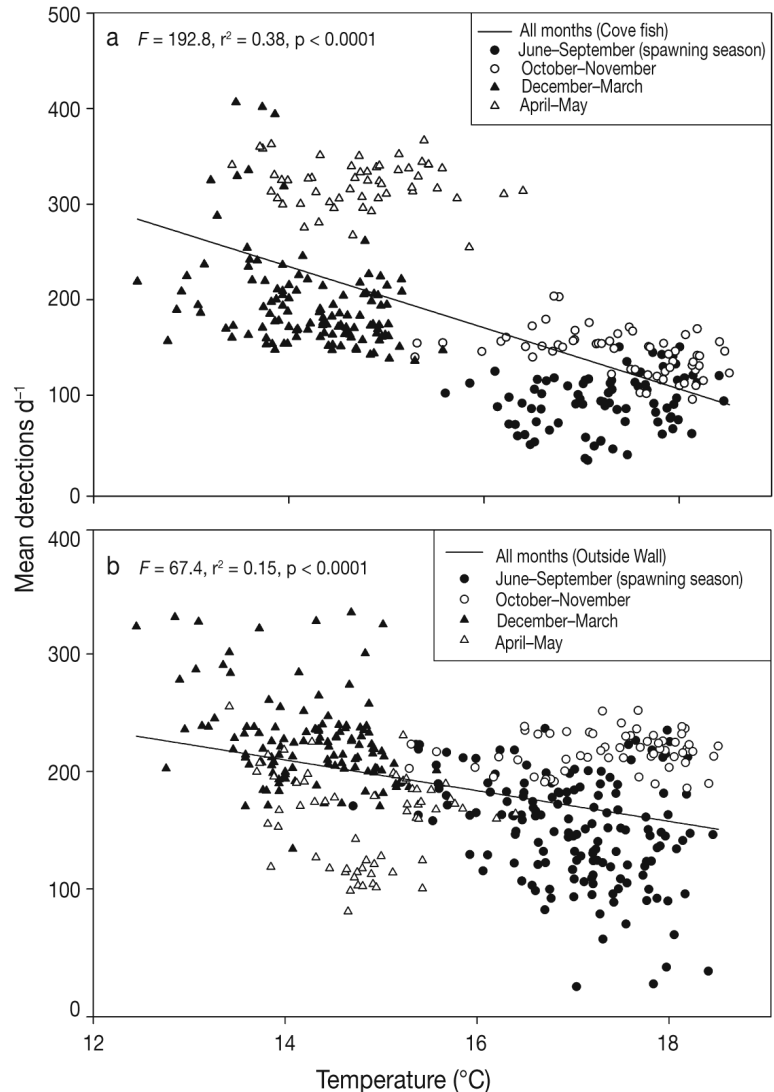 a F = 192.8, r² = 0.38, p < 0.0001
All months (Cove fish)
June–September (spawning season)
October–November
December–March
April–May
500
400
300
200
100
0
Mean detections d⁻¹
b F = 67.4, r² = 0.15, p < 0.0001
All months (Outside Wall)
June–September (spawning season)
October–November
December–March
April–May
400
300
200
100
0
12 14 16 18
Temperature (°C)